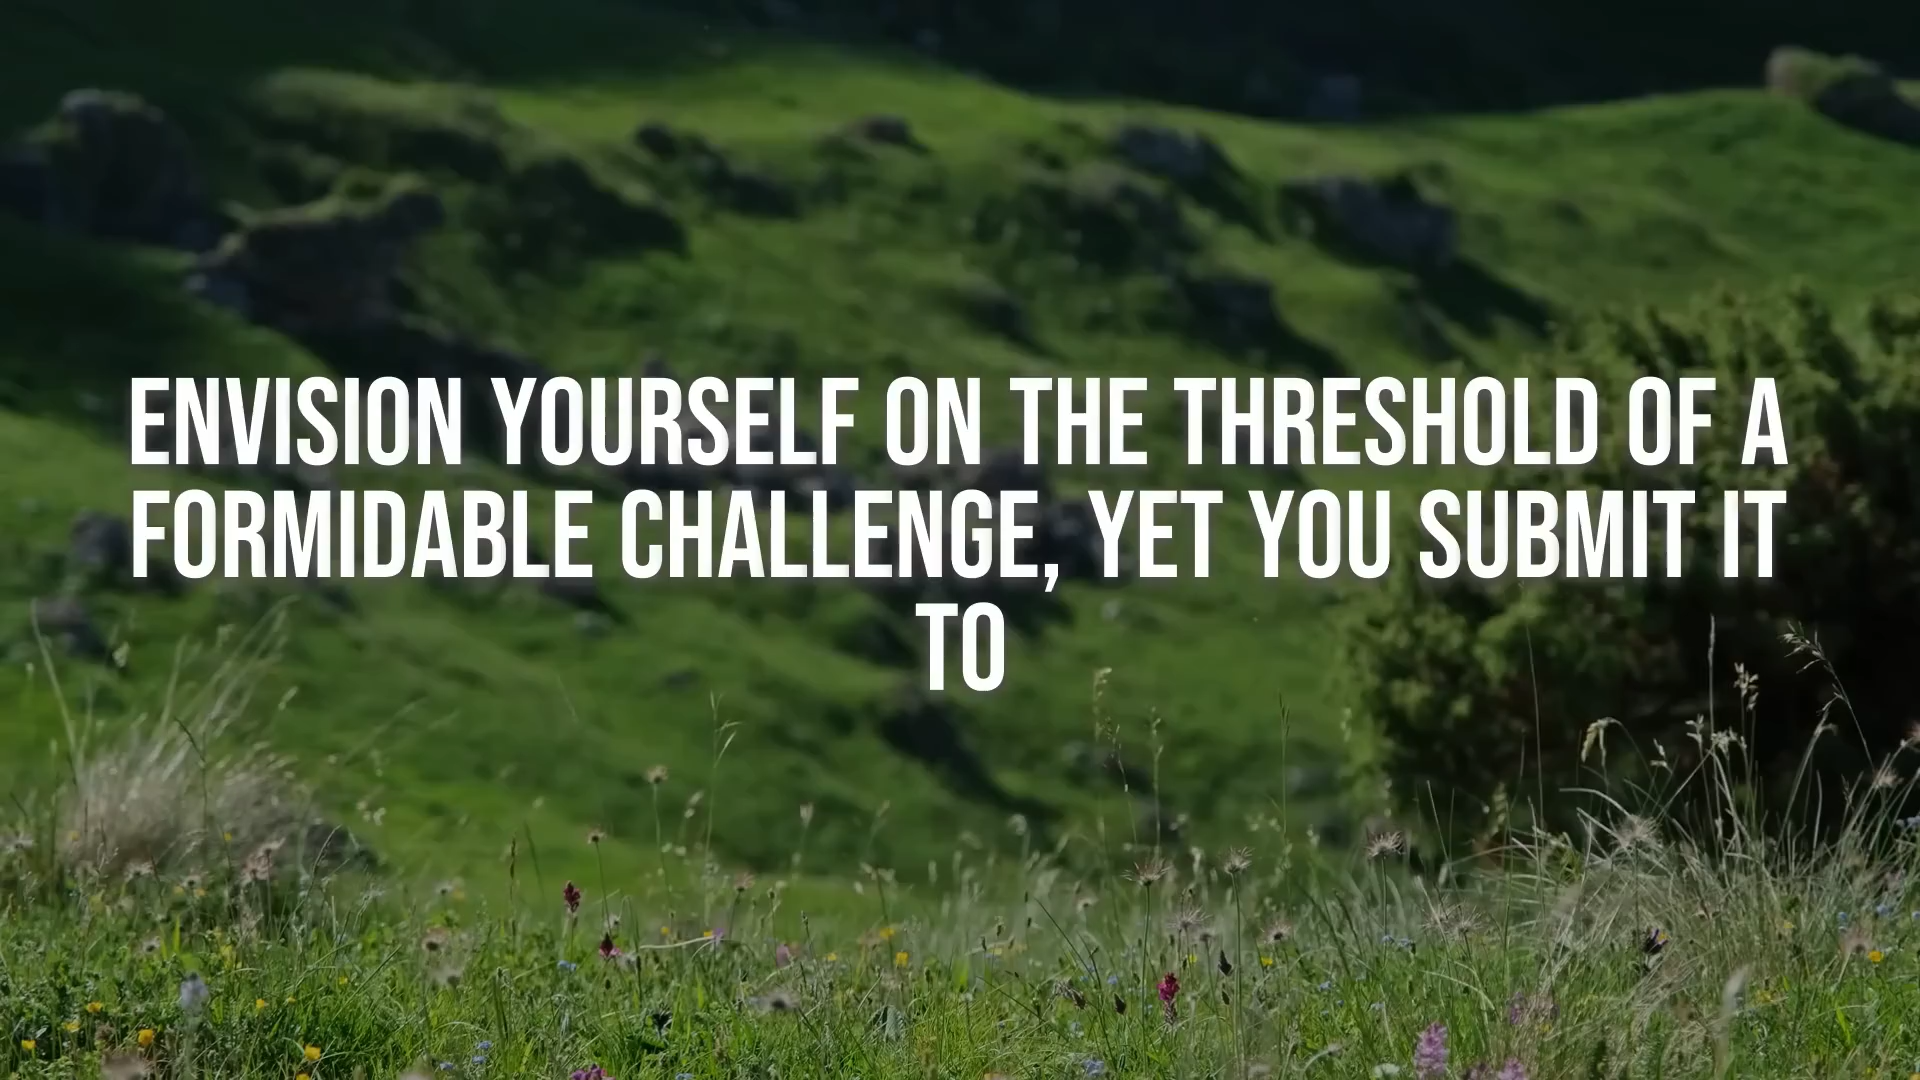 ENVISION YOURSELF ON THE THRESHOLD OF A
FORMIDABLE CHALLENGE, YET YOU SUBMIT IT
TO